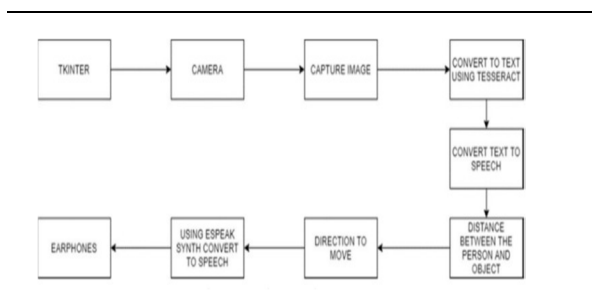 TKINTER
CAMERA
CAPTURE IMAGE
CONVERT TO TEXT
USING TESSERACT
CONVERT TEXT TO
SPEECH
DISTANCE
BETWEEN THE
PERSON AND
OBJECT
DIRECTION TO
MOVE
USING ESPEAK
SYNTH CONVERT
TO SPEECH
EARPHONES